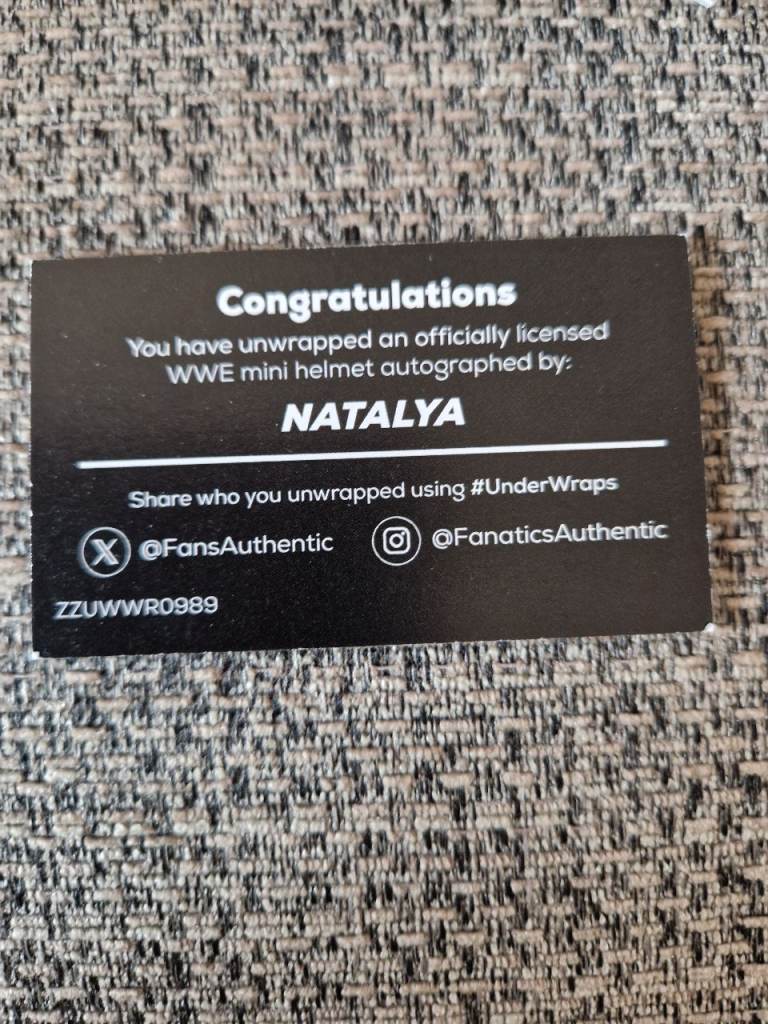 Congratulations
You have unwrapped an officially licensed
WWE mini helmet autographed by:
NATALYA
Share who you unwrapped using #UnderWraps
@FansAuthentic @FanaticsAuthentic
ZZUWWR0989